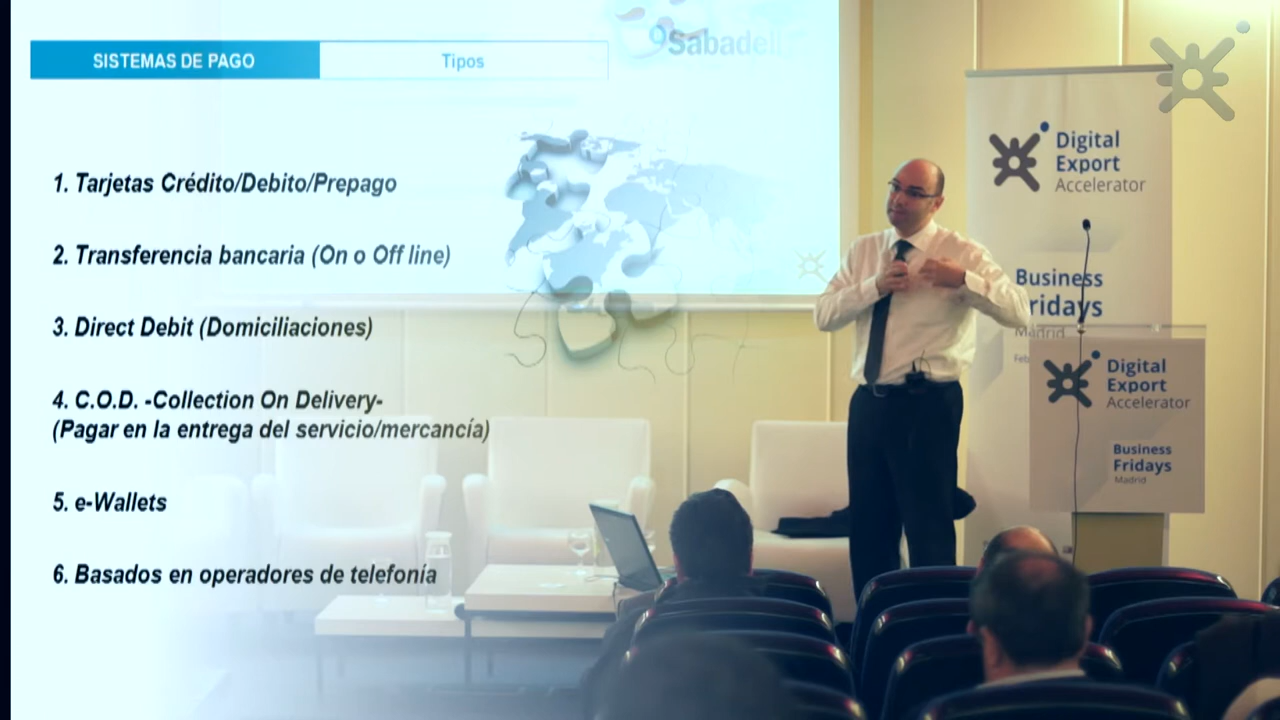 SISTEMAS DE PAGO
Tipos
Sabadell
1. Tarjetas Crédito/Debito/Prepago
2. Transferencia bancaria (On o Off line)
3. Direct Debit (Domiciliaciones)
4. C.O.D. -Collection On Delivery-
(Pagar en la entrega del servicio/mercancía)
5. e-Wallets
6. Basados en operadores de telefonía
Digital
Export
Accelerator
Business
Fridays
Madrid
Digital
Export
Accelerator
Business
Fridays
Madrid